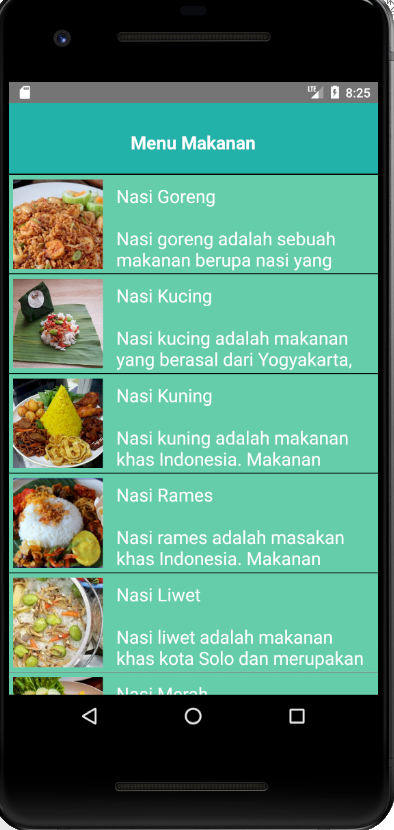 LTE 8:25
Menu Makanan
Nasi Goreng
Nasi goreng adalah sebuah
makanan berupa nasi yang
Nasi Kucing
Nasi kucing adalah makanan
yang berasal dari Yogyakarta,
Nasi Kuning
Nasi kuning adalah makanan
khas Indonesia. Makanan
Nasi Rames
Nasi rames adalah masakan
khas Indonesia. Makanan
Nasi Liwet
Nasi liwet adalah makanan
khas kota Solo dan merupakan
Nasi Merah